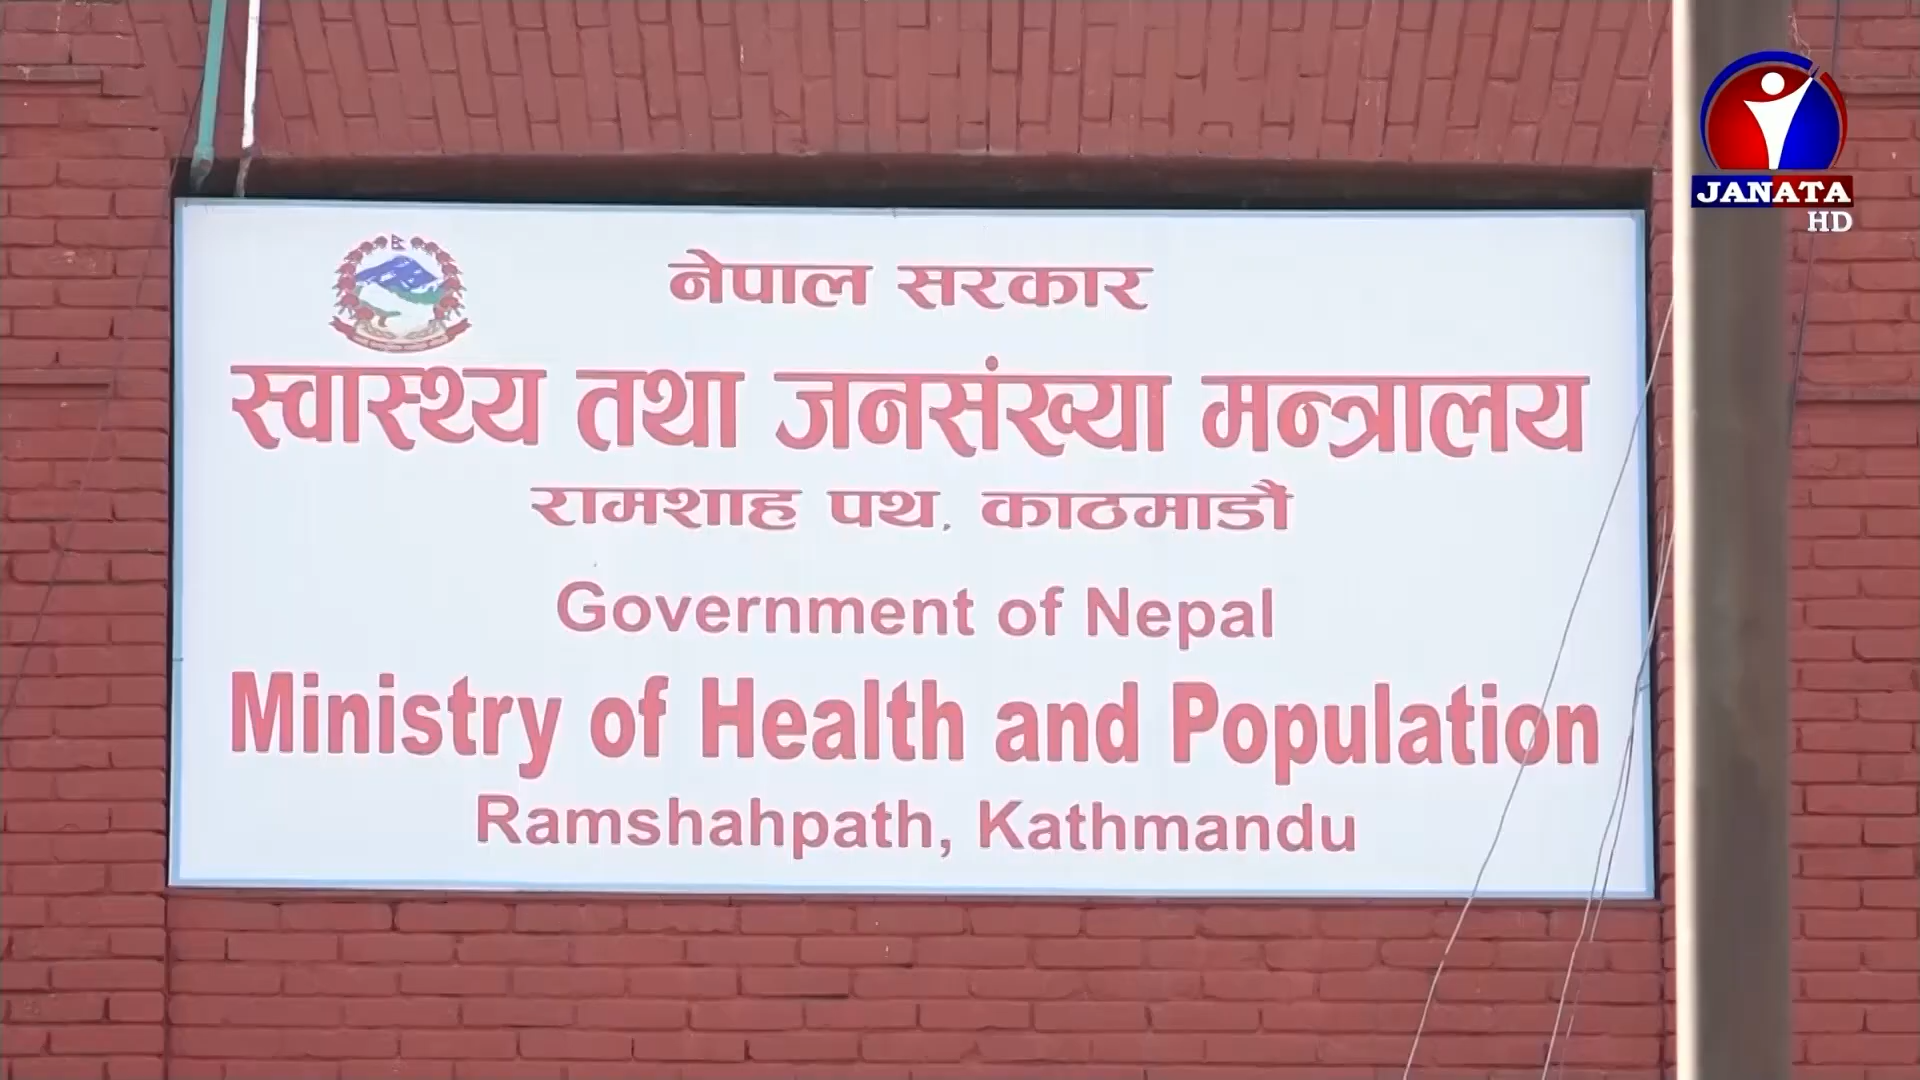 नेपाल सरकार
स्वास्थ्य तथा जनसंख्या मन्त्रालय
रामशाह पथ, काठमाडौं
Government of Nepal
Ministry of Health and Population
Ramshahpath, Kathmandu
JANATA
HD